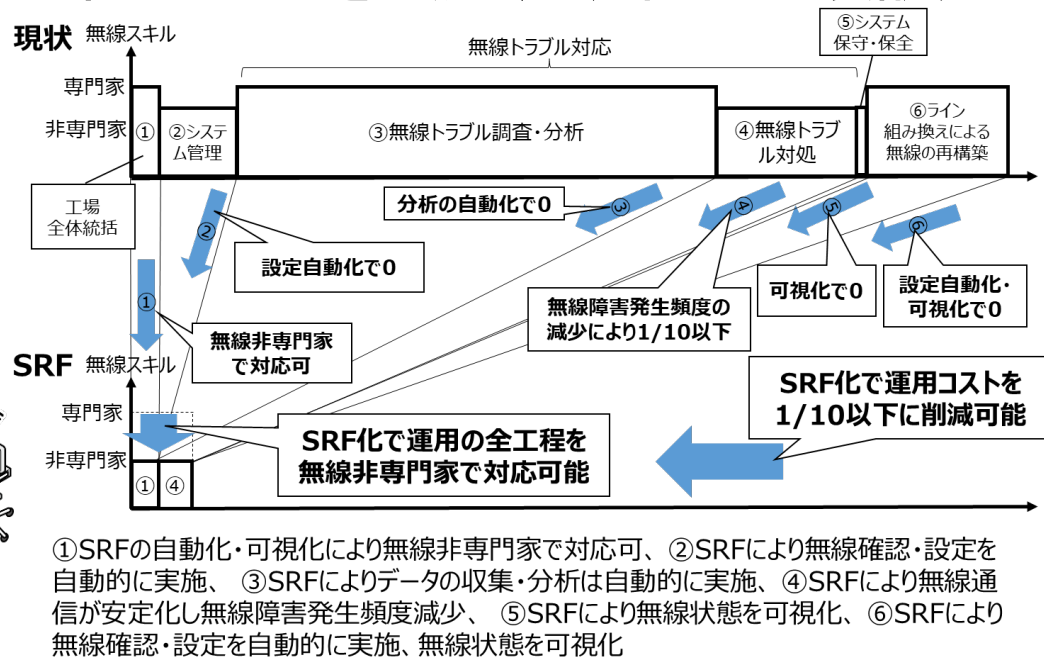 現状 無線スキル
専門家
非専門家
無線トラブル対応
⑤システム
保守・保全
①
②システ
ム管理
③無線トラブル調査・分析
④無線トラブ
ル対処
⑥ライン
組み換えによる
無線の再構築
工場
全体統括
②
設定自動化で0
分析の自動化で0
③
④
無線障害発生頻度の
減少により1/10以下
⑤
可視化で0
⑥
設定自動化・
可視化で0
①
無線非専門家
で対応可
SRF 無線スキル
専門家
非専門家
① ④
SRF化で運用の全工程を
無線非専門家で対応可能
SRF化で運用コストを
1/10以下に削減可能
①SRFの自動化・可視化により無線非専門家で対応可、②SRFにより無線確認・設定を
自動的に実施、 ③SRFによりデータの収集・分析は自動的に実施、④SRFにより無線通
信が安定化し無線障害発生頻度減少、 ⑤SRFにより無線状態を可視化、⑥SRFにより
無線確認・設定を自動的に実施、無線状態を可視化